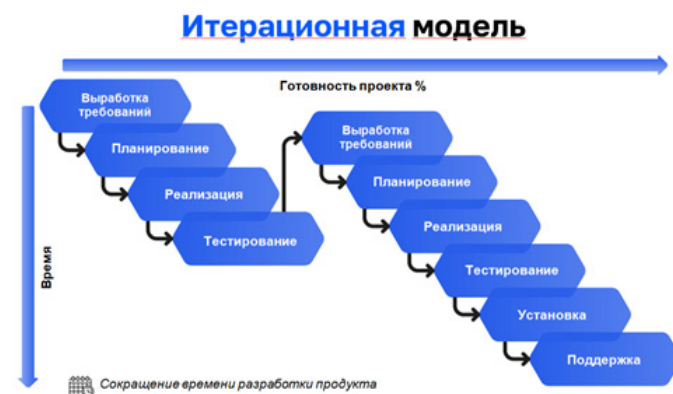 Итерационная модель
Готовность проекта %
Выработка
требований
Планирование
Реализация
Тестирование
Выработка
требований
Планирование
Реализация
Тестирование
Установка
Поддержка
Время
Сокращение времени разработки продукта